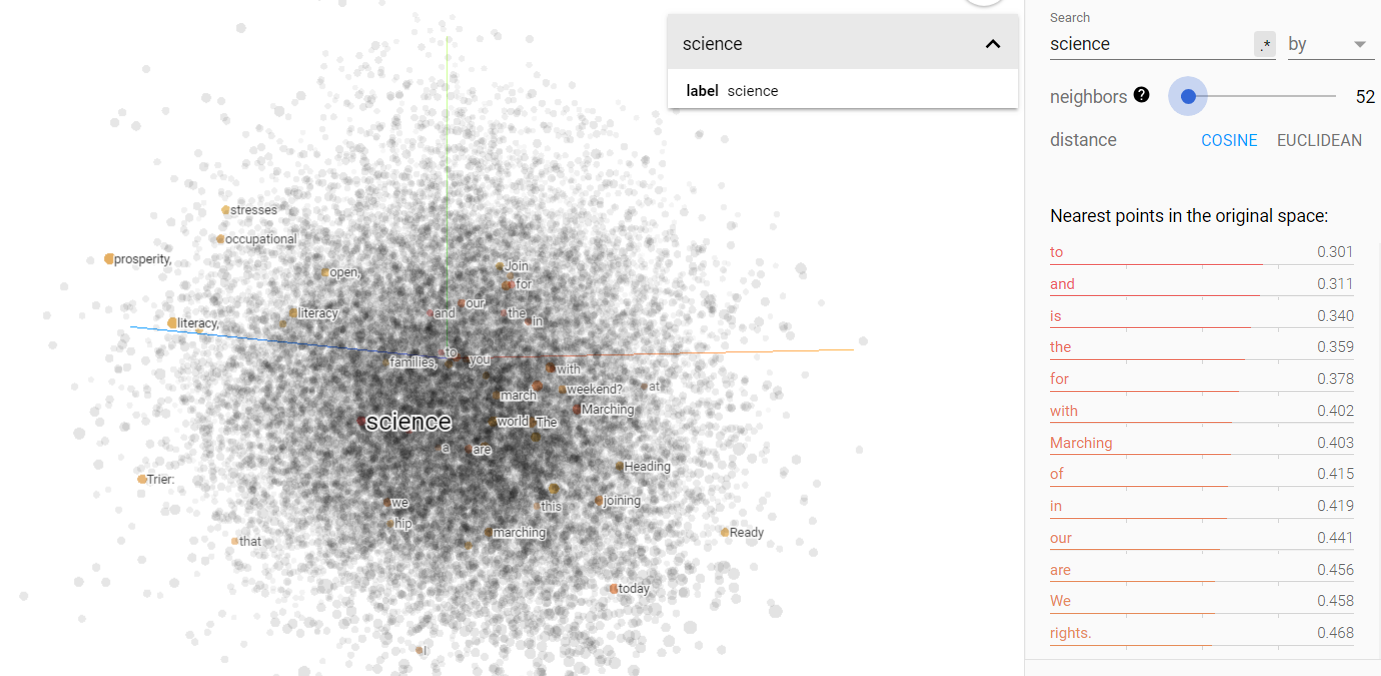 science
label science
Search
science .* by
neighbors ? 52
distance COSINE EUCLIDEAN
Nearest points in the original space:
to 0.301
and 0.311
is 0.340
the 0.359
for 0.378
with 0.402
Marching 0.403
of 0.415
in 0.419
our 0.441
are 0.456
We 0.458
rights. 0.468
stresses
occupational
prosperity,
open,
Join
for
our
literacy
and
the
in
literacy,
to
families,
you
with
weekend?
at
march
Marching
science
world
The
a
are
Heading
Trier:
we
this
joining
hip
marching
Ready
that
today
I